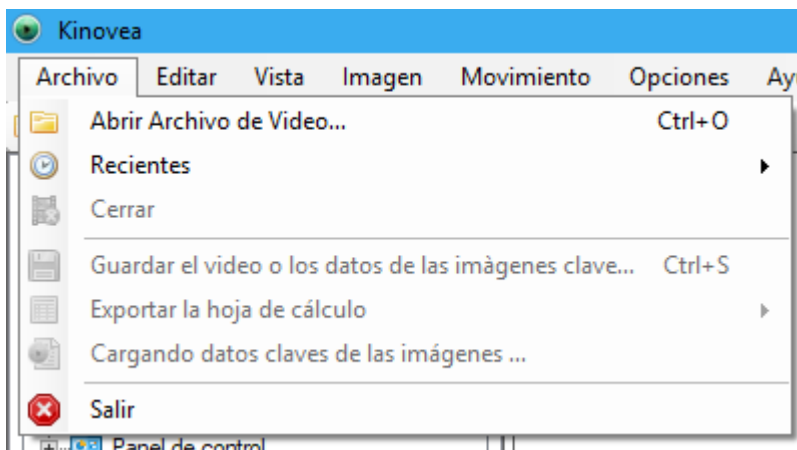 Kinovea
Archivo Editar Vista Imagen Movimiento Opciones Ay
Abrir Archivo de Video... Ctrl+O
Recientes
Cerrar
Guardar el video o los datos de las imàgenes clave... Ctrl+S
Exportar la hoja de cálculo
Cargando datos claves de las imágenes ...
Salir
Panel de control